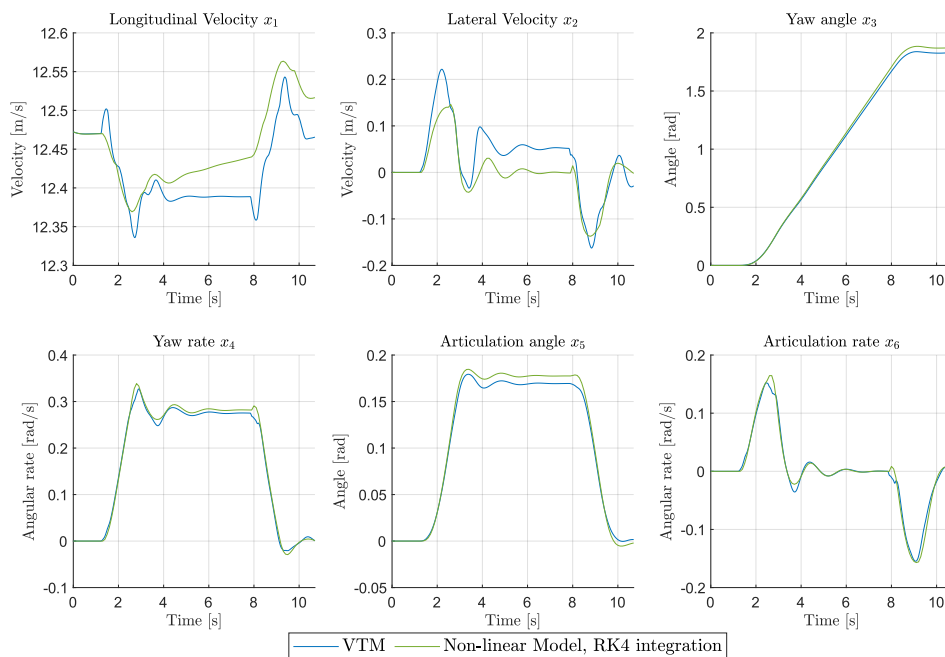 Longitudinal Velocity x₁
Velocity [m/s]
12.6
12.55
12.5
12.45
12.4
12.35
12.3
0 2 4 6 8 10
Time [s]
Lateral Velocity x₂
Velocity [m/s]
0.3
0.2
0.1
0
-0.1
-0.2
0 2 4 6 8 10
Time [s]
Yaw angle x₃
Angle [rad]
2
1.5
1
0.5
0
0 2 4 6 8 10
Time [s]
Yaw rate x₄
Angular rate [rad/s]
0.4
0.3
0.2
0.1
0
-0.1
0 2 4 6 8 10
Time [s]
Articulation angle x₅
Angle [rad]
0.2
0.15
0.1
0.05
0
-0.05
0 2 4 6 8 10
Time [s]
Articulation rate x₆
Angular rate [rad/s]
0.2
0.1
0
-0.1
-0.2
0 2 4 6 8 10
Time [s]
VTM Non-linear Model, RK4 integration